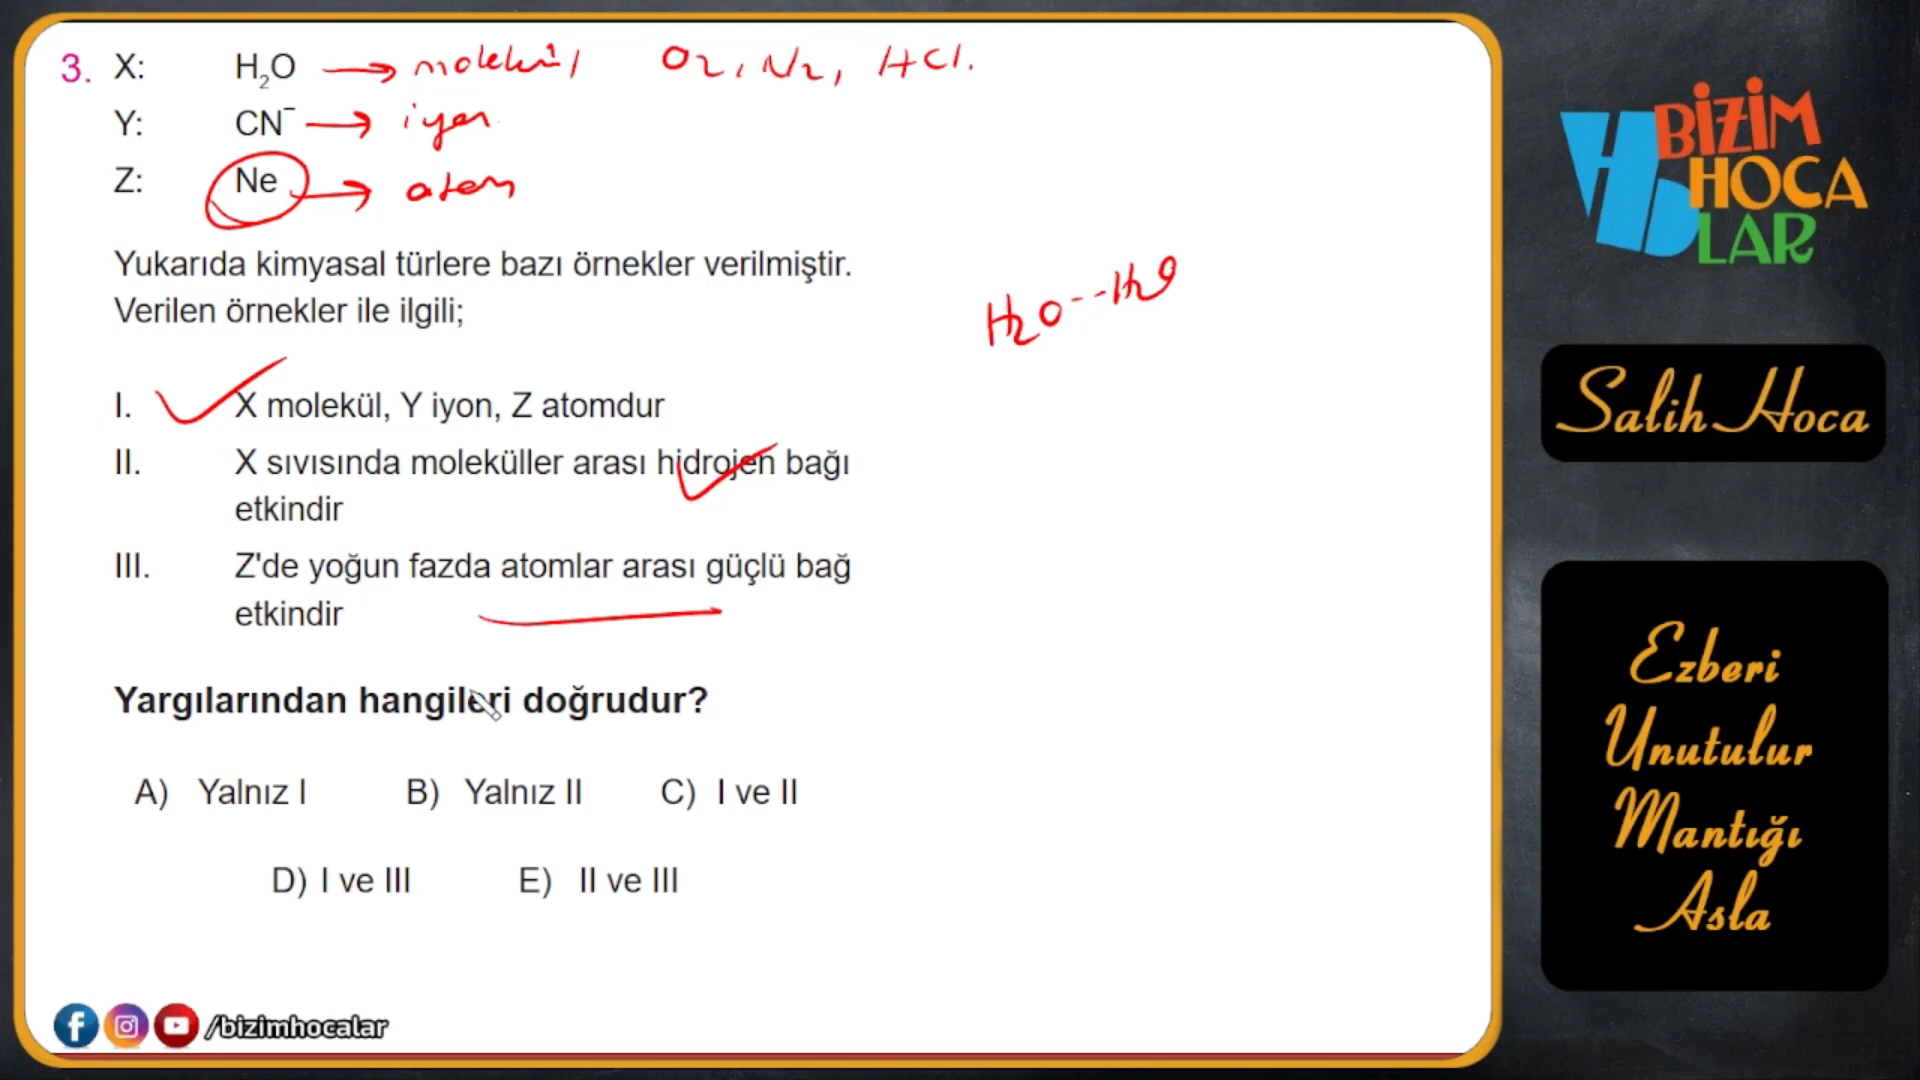 3. X: H₂O → molekül O₂, N₂, HCl.
Y: CN⁻ → iyon
Z: Ne → atom
Yukarıda kimyasal türlere bazı örnekler verilmiştir.
Verilen örnekler ile ilgili;
H₂O---H₂O
I. X molekül, Y iyon, Z atomdur
II. X sıvısında moleküller arası hidrojen bağı
etkindir
III. Z'de yoğun fazda atomlar arası güçlü bağ
etkindir
Yargılarından hangileri doğrudur?
A) Yalnız I B) Yalnız II C) I ve II
D) I ve III E) II ve III
/bizimhocalar
BİZİM
HOCA
LAR
Salih Hoca
Ezberi
Unutulur
Mantığı
Asla